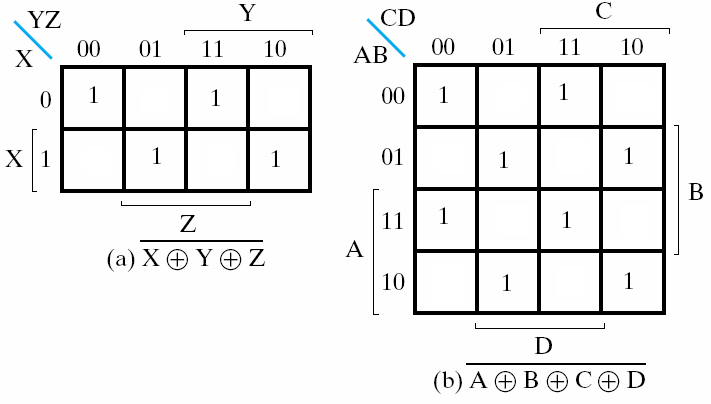 YZ
X
Y
00 01 11 10
0 1 1
X 1 1 1
Z
(a) X ⊕ Y ⊕ Z
CD
AB
C
00 01 11 10
00 1 1
01 1 1
B
11 1 1
A
10 1 1
D
(b) A ⊕ B ⊕ C ⊕ D